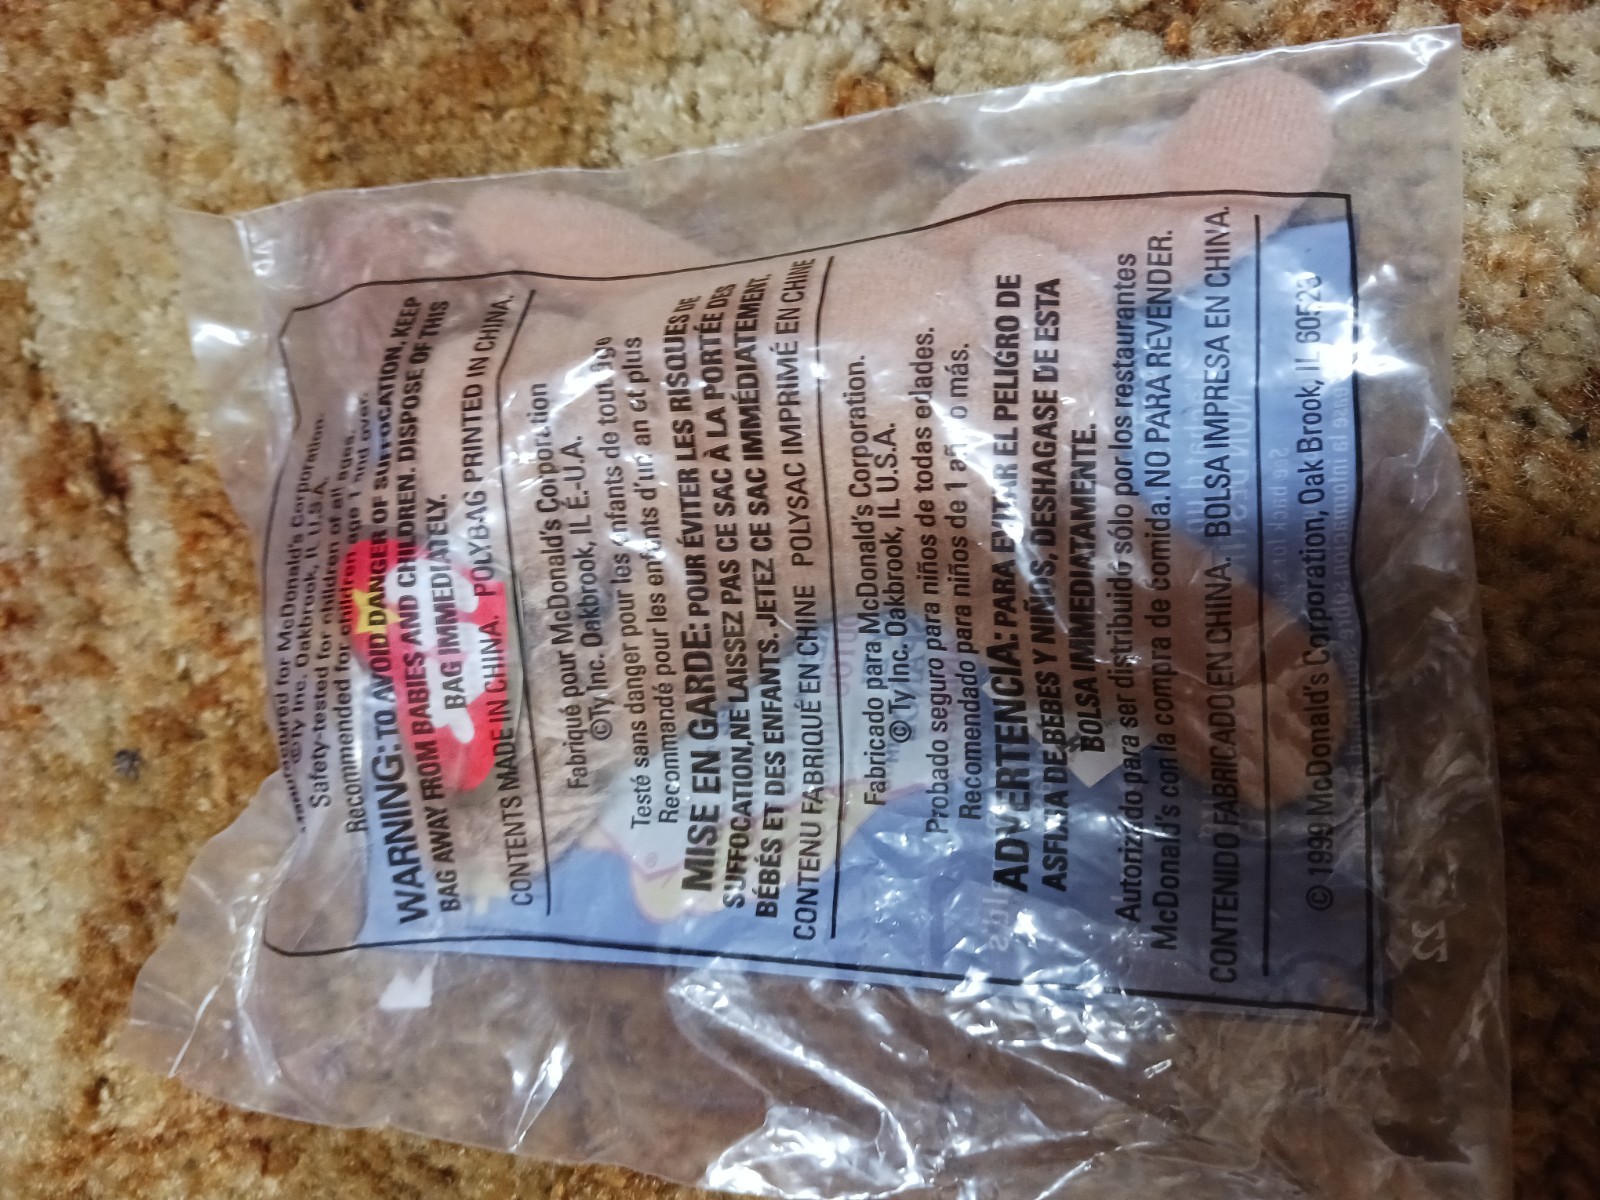 Manufactured for McDonald's Corporation.
©Ty Inc. Oakbrook, IL U.S.A.
Safety-tested for children of all ages.
Recommended for children age 1 and over.
WARNING: TO AVOID DANGER OF SUFFOCATION, KEEP
BAG AWAY FROM BABIES AND CHILDREN. DISPOSE OF THIS
BAG IMMEDIATELY.
CONTENTS MADE IN CHINA. POLYBAG PRINTED IN CHINA.
Fabriqué pour McDonald's Corporation
©Ty Inc. Oakbrook, IL É.-U.A.
Testé sans danger pour les enfants de tout âge
Recommandé pour les enfants d'un an et plus
MISE EN GARDE: POUR ÉVITER LES RISQUES DE
SUFFOCATION,NE LAISSEZ PAS CE SAC À LA PORTÉE DES
BÉBÉS ET DES ENFANTS. JETEZ CE SAC IMMÉDIATEMENT.
CONTENU FABRIQUÉ EN CHINE POLYSAC IMPRIMÉ EN CHINE
Fabricado para McDonald's Corporation.
©Ty Inc. Oakbrook, IL U.S.A.
Probado seguro para niños de todas edades.
Recomendado para niños de 1 año o más.
ADVERTENCIA: PARA EVITAR EL PELIGRO DE
ASFIXIA DE BEBES Y NIÑOS, DESHAGASE DE ESTA
BOLSA IMMEDIATAMENTE.
Autorizado para ser distribuido sólo por los restaurantes
McDonald's con la compra de comida. NO PARA REVENDER.
CONTENIDO FABRICADO EN CHINA. BOLSA IMPRESA EN CHINA.
© 1999 McDonald's Corporation, Oak Brook, IL 60523
22